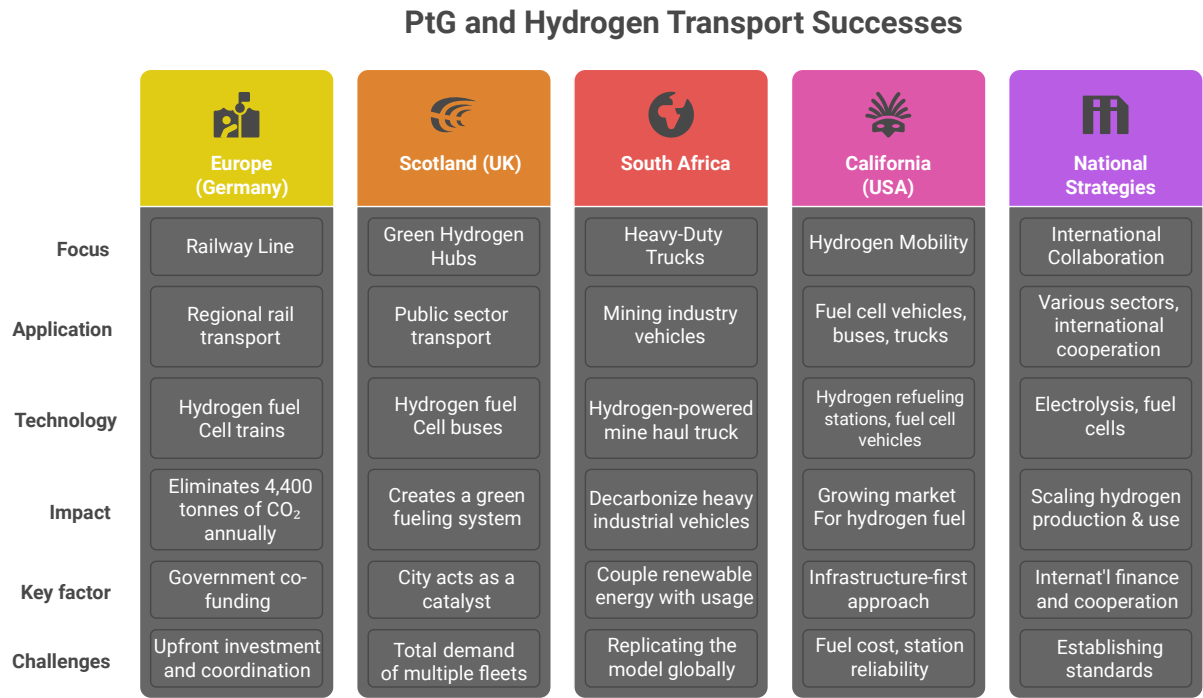 PtG and Hydrogen Transport Successes
Europe
(Germany)
Scotland (UK)
South Africa
California
(USA)
National
Strategies
Focus
Railway Line
Green Hydrogen
Hubs
Heavy-Duty
Trucks
Hydrogen Mobility
International
Collaboration
Application
Regional rail
transport
Public sector
transport
Mining industry
vehicles
Fuel cell vehicles,
buses, trucks
Various sectors,
international
cooperation
Technology
Hydrogen fuel
Cell trains
Hydrogen fuel
Cell buses
Hydrogen-powered
mine haul truck
Hydrogen refueling
stations, fuel cell
vehicles
Electrolysis, fuel
cells
Impact
Eliminates 4,400
tonnes of CO₂
annually
Creates a green
fueling system
Decarbonize heavy
industrial vehicles
Growing market
For hydrogen fuel
Scaling hydrogen
production & use
Key factor
Government co-
funding
City acts as a
catalyst
Couple renewable
energy with usage
Infrastructure-first
approach
Internat'l finance
and cooperation
Challenges
Upfront investment
and coordination
Total demand
of multiple fleets
Replicating the
model globally
Fuel cost, station
reliability
Establishing
standards